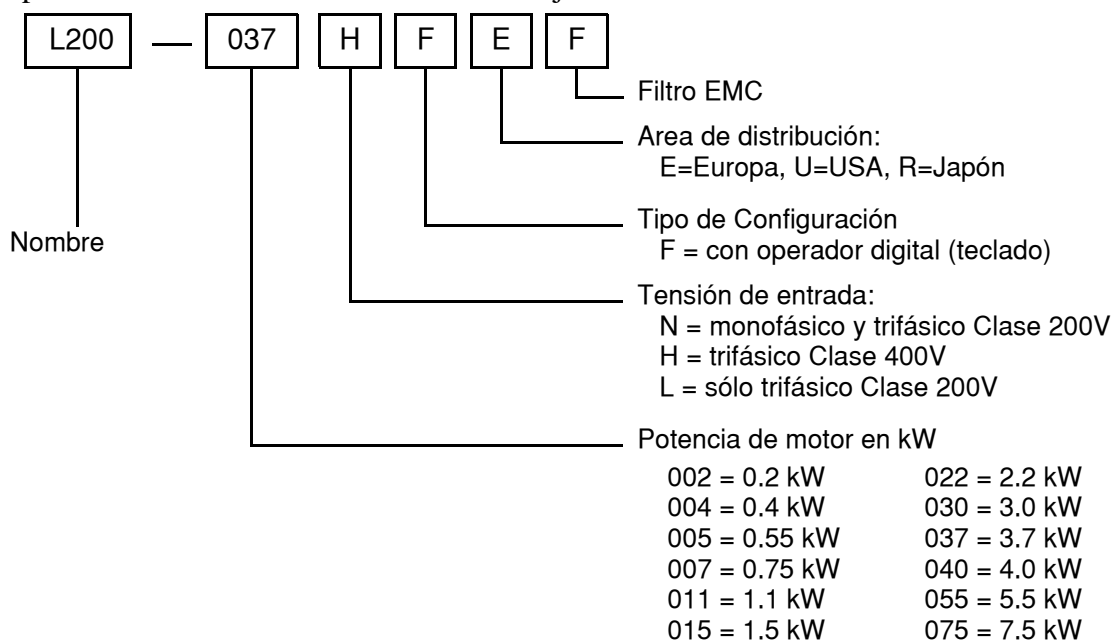 L200 — 037 H F E F
Filtro EMC
Area de distribución:
E=Europa, U=USA, R=Japón
Tipo de Configuración
F = con operador digital (teclado)
Nombre
Tensión de entrada:
N = monofásico y trifásico Clase 200V
H = trifásico Clase 400V
L = sólo trifásico Clase 200V
Potencia de motor en kW
002 = 0.2 kW 022 = 2.2 kW
004 = 0.4 kW 030 = 3.0 kW
005 = 0.55 kW 037 = 3.7 kW
007 = 0.75 kW 040 = 4.0 kW
011 = 1.1 kW 055 = 5.5 kW
015 = 1.5 kW 075 = 7.5 kW